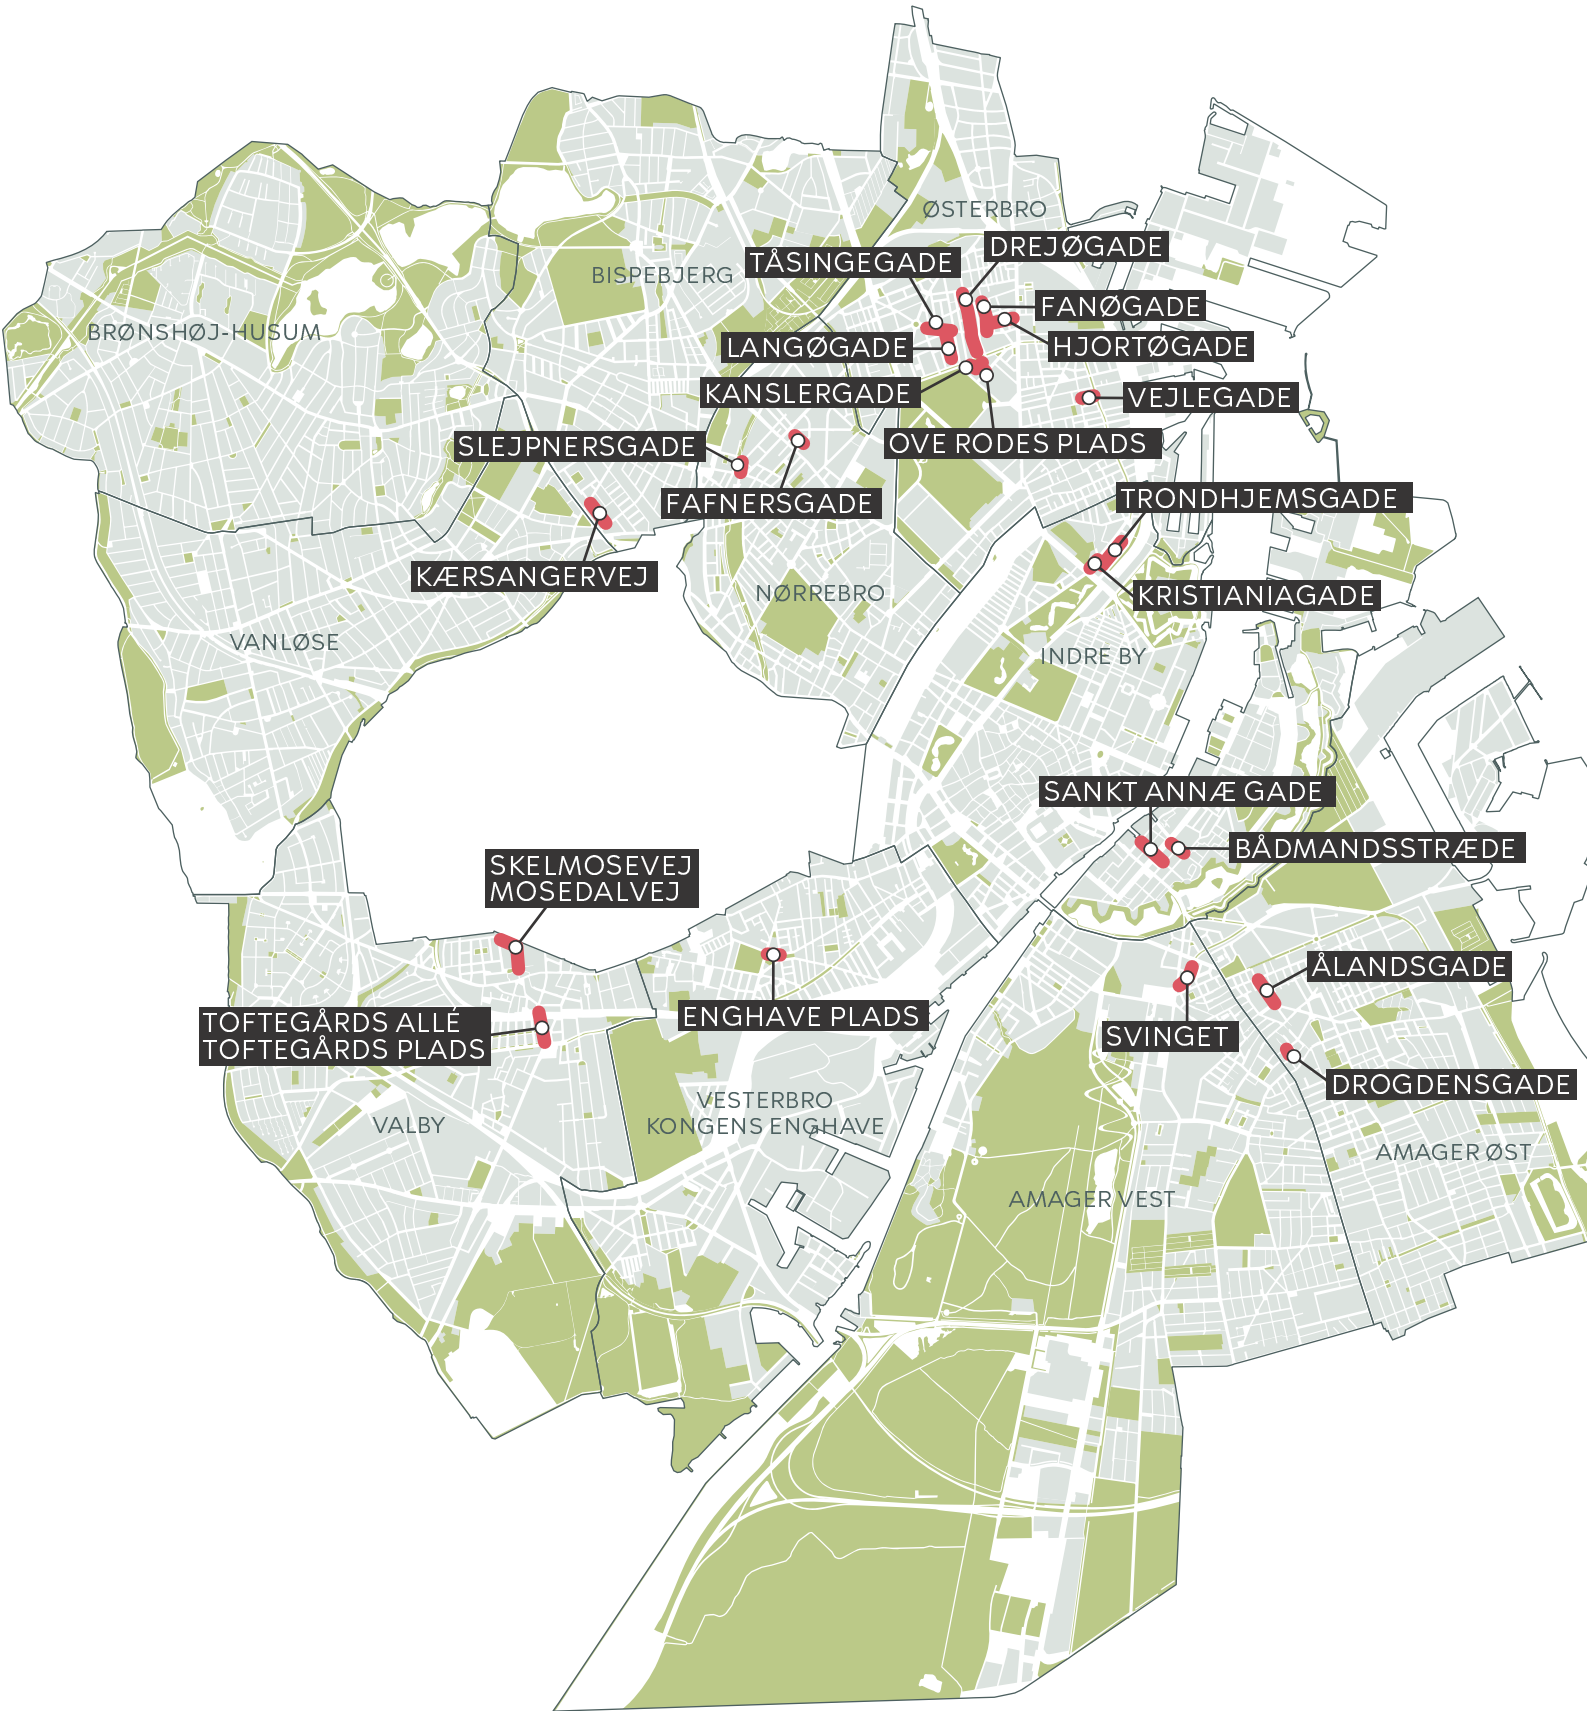 ØSTERBRO
DREJØGADE
TÅSINGEGADE
BISPEBJERG
FANØGADE
BRØNSHØJ-HUSUM
LANGØGADE
HJORTØGADE
KANSLERGADE
VEJLEGADE
SLEJPNERSGADE
OVE RODES PLADS
FAFNERSGADE
TRONDHJEMSGADE
KÆRSANGERVEJ
NØRREBRO
KRISTIANIAGADE
VANLØSE
INDRE BY
SANKT ANNÆ GADE
BÅDMANDSSTRÆDE
SKELMOSEVEJ
MOSEDALVEJ
ÅLANDSGADE
ENGHAVE PLADS
TOFTEGÅRDS ALLÉ
TOFTEGÅRDS PLADS
SVINGET
DROGDENSGADE
VESTERBRO
KONGENS ENGHAVE
VALBY
AMAGER ØST
AMAGER VEST